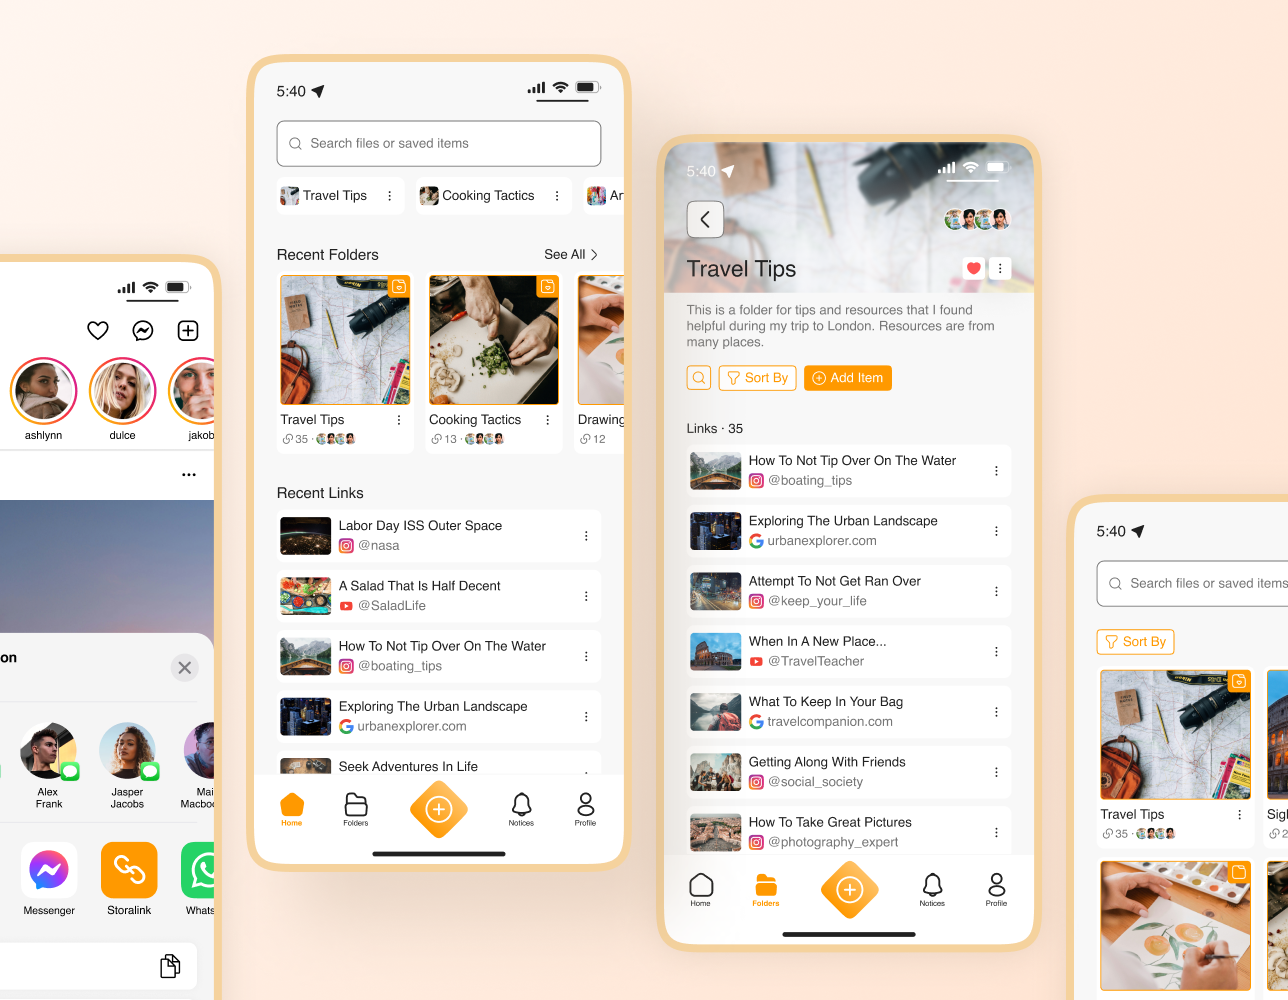 ashlynn
dulce
jakob
on
Alex
Frank
Jasper
Jacobs
Mai
Macboo
Messenger
Storalink
Whats
5:40
Search files or saved items
Travel Tips
Cooking Tactics
Ar
Recent Folders
See All
Travel Tips
35 ·
Cooking Tactics
13 ·
Drawing
12
Recent Links
Labor Day ISS Outer Space
@nasa
A Salad That Is Half Decent
@SaladLife
How To Not Tip Over On The Water
@boating_tips
Exploring The Urban Landscape
urbanexplorer.com
Seek Adventures In Life
Home
Folders
Notices
Profile
5:40
Travel Tips
This is a folder for tips and resources that I found
helpful during my trip to London. Resources are from
many places.
Sort By
Add Item
Links · 35
How To Not Tip Over On The Water
@boating_tips
Exploring The Urban Landscape
urbanexplorer.com
Attempt To Not Get Ran Over
@keep_your_life
When In A New Place...
@TravelTeacher
What To Keep In Your Bag
travelcompanion.com
Getting Along With Friends
@social_society
How To Take Great Pictures
@photography_expert
Home
Folders
Notices
Profile
5:40
Search files or saved items
Sort By
Nikon
Travel Tips
35 ·
Sigl
2